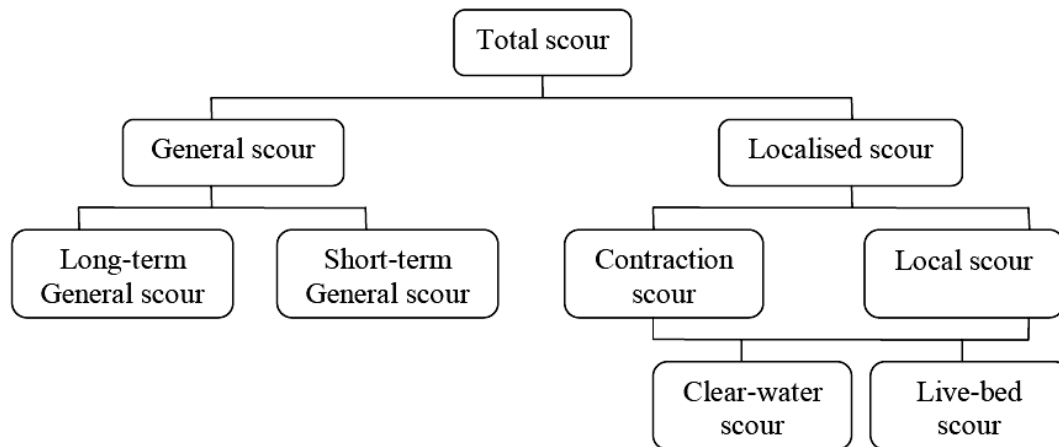 Total scour
General scour
Localised scour
Long-term
General scour
Short-term
General scour
Contraction
scour
Local scour
Clear-water
scour
Live-bed
scour